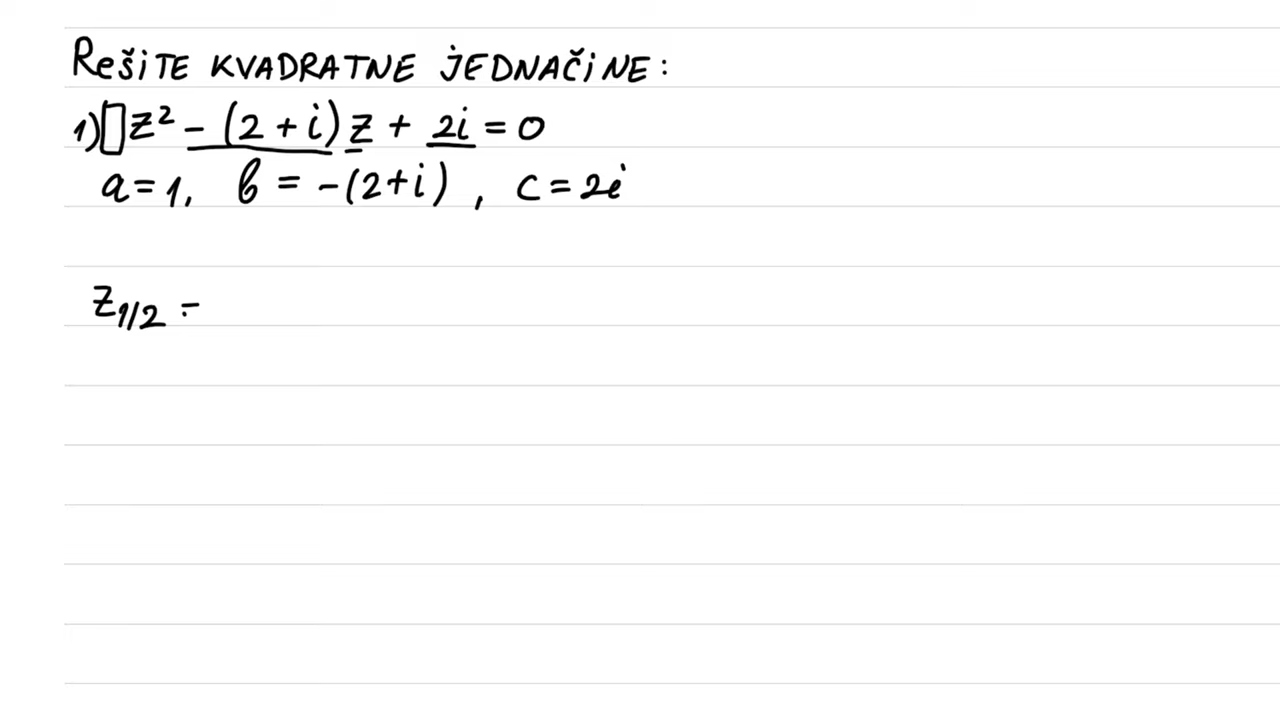 Rešite kvadratne jednačine:
1) z² - (2 + i) z + 2i = 0
a = 1, b = -(2+i), c = 2i
z₁/₂ =